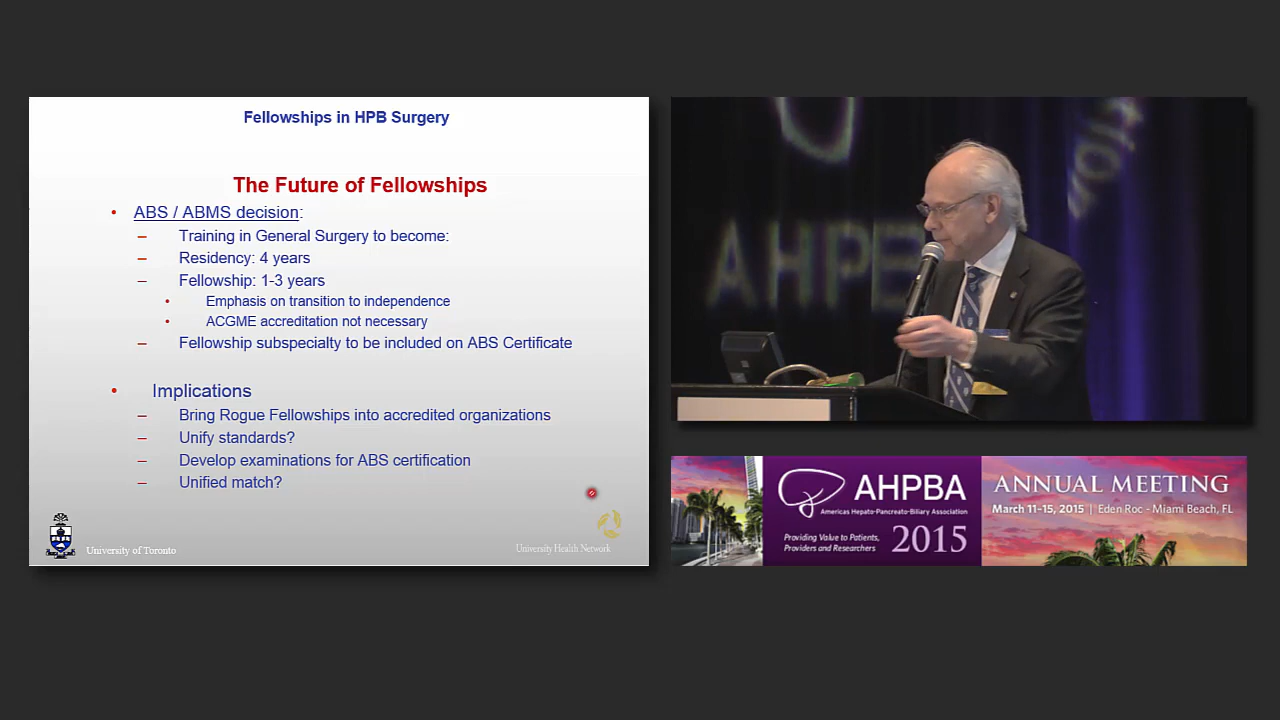 Fellowships in HPB Surgery
The Future of Fellowships
• ABS / ABMS decision:
– Training in General Surgery to become:
– Residency: 4 years
– Fellowship: 1-3 years
• Emphasis on transition to independence
• ACGME accreditation not necessary
– Fellowship subspecialty to be included on ABS Certificate
• Implications
– Bring Rogue Fellowships into accredited organizations
– Unify standards?
– Develop examinations for ABS certification
– Unified match?
University of Toronto
University Health Network
AHPB
AHPBA
Americas Hepato-Pancreato-Biliary Association
2015
Providing Value to Patients,
Providers and Researchers
ANNUAL MEETING
March 11-15, 2015 | Eden Roc - Miami Beach, FL